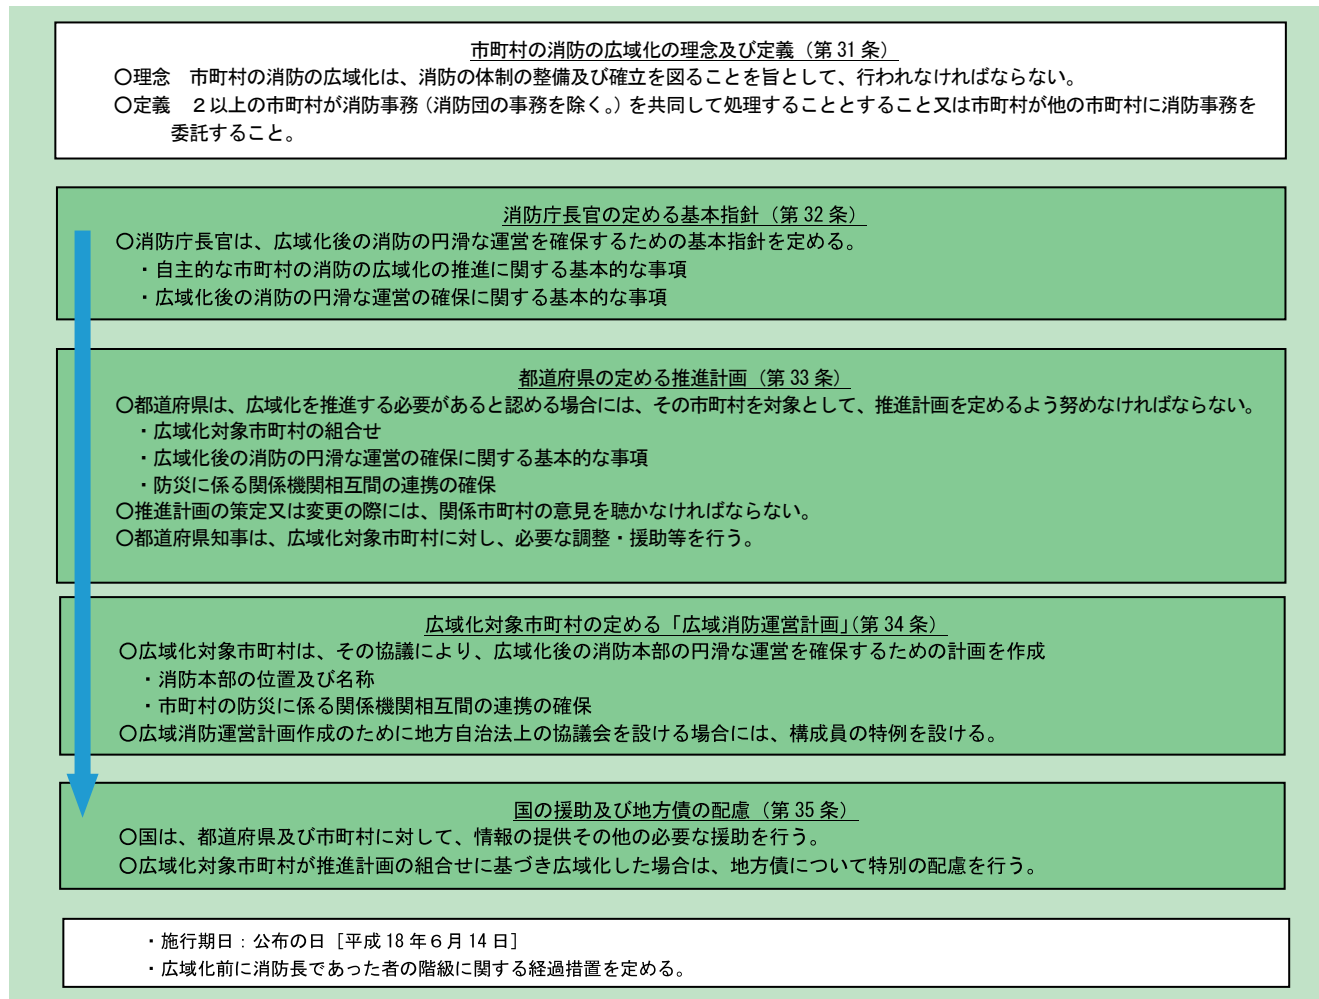 市町村の消防の広域化の理念及び定義（第 31 条）
〇理念　市町村の消防の広域化は、消防の体制の整備及び確立を図ることを旨として、行われなければならない。
〇定義　２以上の市町村が消防事務（消防団の事務を除く。）を共同して処理することとすること又は市町村が他の市町村に消防事務を
委託すること。
消防庁長官の定める基本指針（第 32 条）
〇消防庁長官は、広域化後の消防の円滑な運営を確保するための基本指針を定める。
・自主的な市町村の消防の広域化の推進に関する基本的な事項
・広域化後の消防の円滑な運営の確保に関する基本的な事項
都道府県の定める推進計画（第 33 条）
〇都道府県は、広域化を推進する必要があると認める場合には、その市町村を対象として、推進計画を定めるよう努めなければならない。
・広域化対象市町村の組合せ
・広域化後の消防の円滑な運営の確保に関する基本的な事項
・防災に係る関係機関相互間の連携の確保
〇推進計画の策定又は変更の際には、関係市町村の意見を聴かなければならない。
〇都道府県知事は、広域化対象市町村に対し、必要な調整・援助等を行う。
広域化対象市町村の定める「広域消防運営計画」（第 34 条）
〇広域化対象市町村は、その協議により、広域化後の消防本部の円滑な運営を確保するための計画を作成
・消防本部の位置及び名称
・市町村の防災に係る関係機関相互間の連携の確保
〇広域消防運営計画作成のために地方自治法上の協議会を設ける場合には、構成員の特例を設ける。
国の援助及び地方債の配慮（第 35 条）
〇国は、都道府県及び市町村に対して、情報の提供その他の必要な援助を行う。
〇広域化対象市町村が推進計画の組合せに基づき広域化した場合は、地方債について特別の配慮を行う。
・施行期日：公布の日［平成 18 年６月 14 日］
・広域化前に消防長であった者の階級に関する経過措置を定める。